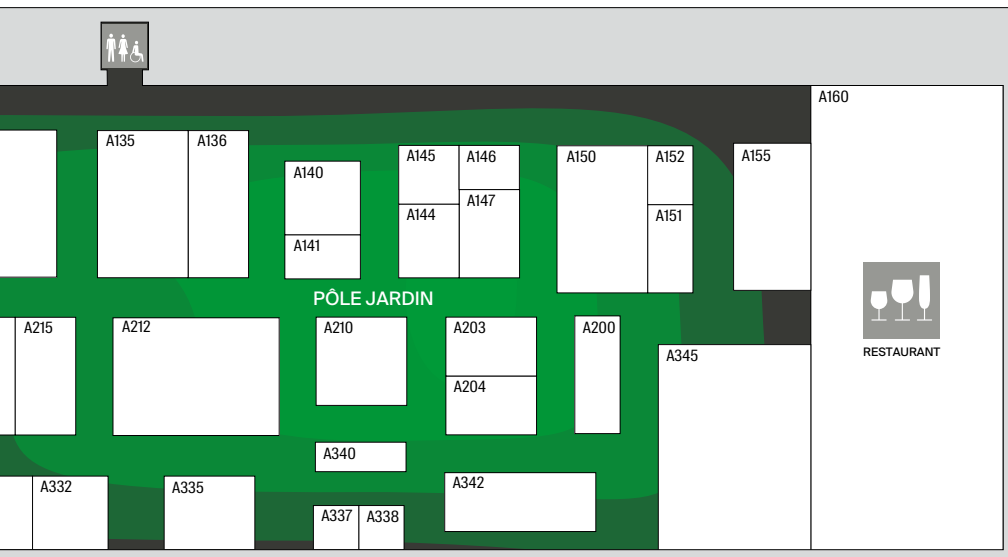 A160
A135
A136
A145
A146
A150
A152
A155
A140
A147
A144
A151
A141
PÔLE JARDIN
A215
A212
A210
A203
A200
RESTAURANT
A345
A204
A340
A342
A332
A335
A337
A338